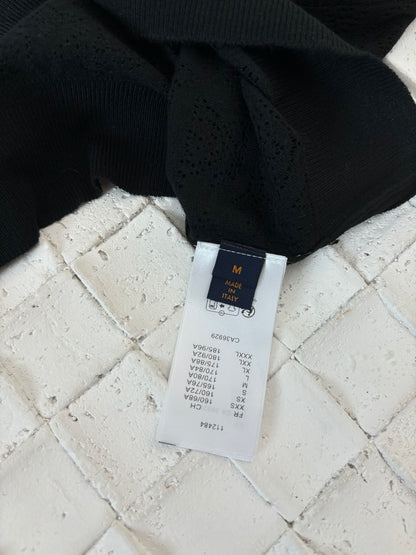 M
MADE
IN
ITALY
CA36929
XXXL 185/96A
XXL 180/92A
XL 175/88A
L 170/84A
M 170/80A
S 165/76A
XS 160/72A
XXS 160/68A
FR CH
112484